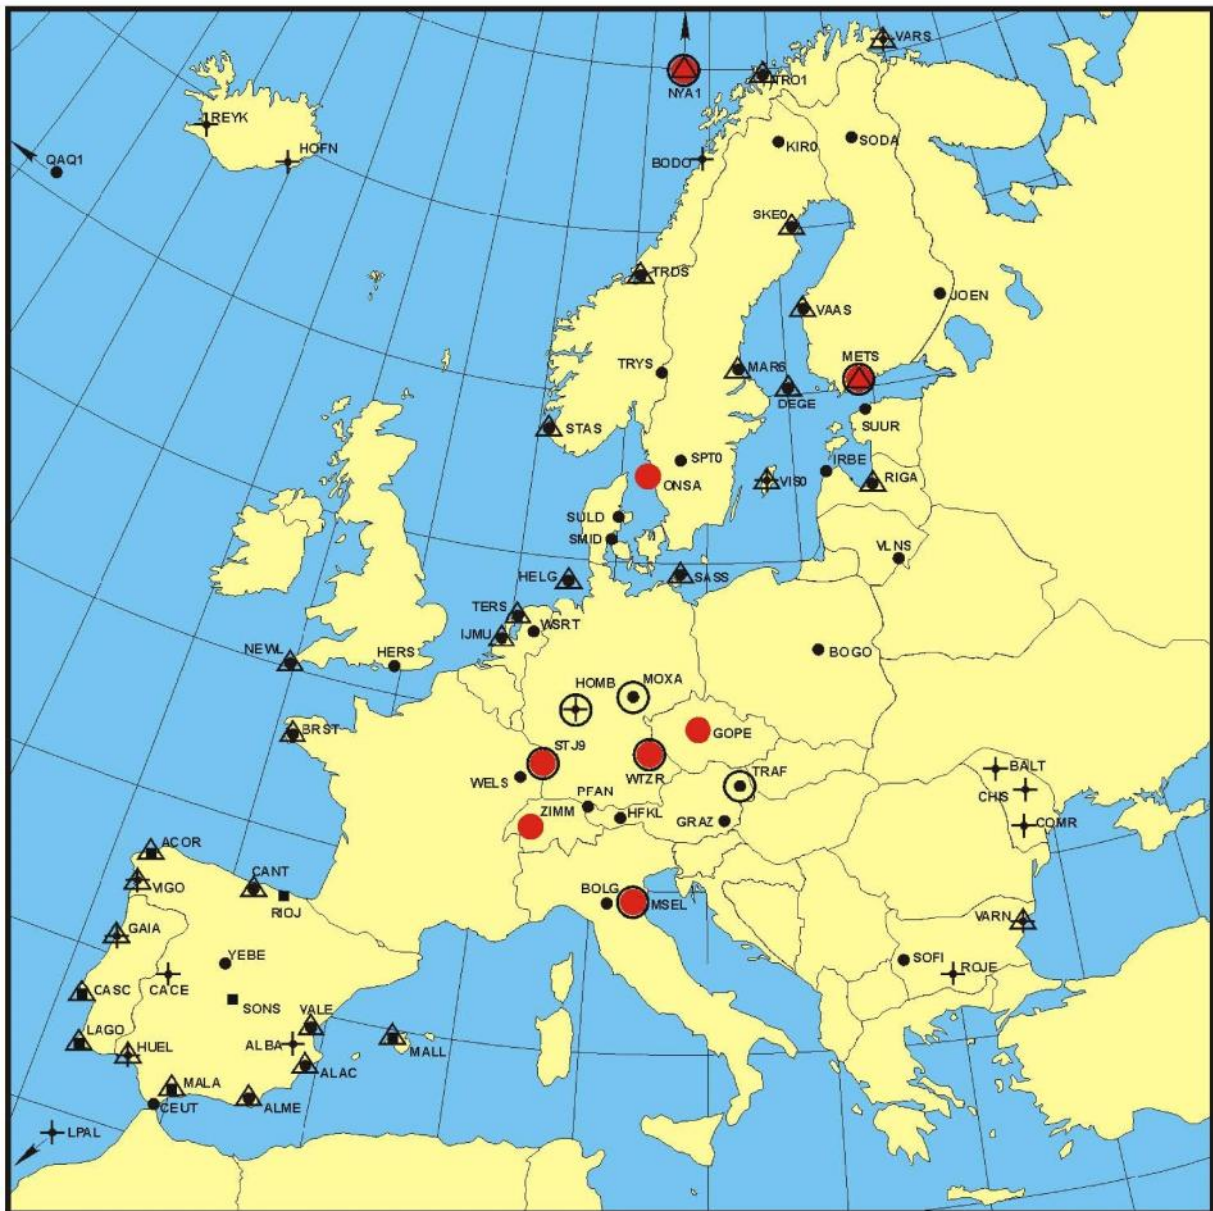 VARS
NYA1
TRO1
REYK
HOFN
QAQ1
BODO
KIR0
SODA
SKE0
TRDS
JOEN
VAAS
TRYS
MAR6
METS
DEGE
SUUR
STAS
SPT0
IRBE
ONSA
VIS0
RIGA
SULD
SMID
VLNS
HELG
SASS
TERS
IJMU
WSRT
NEWL
HERS
BOGO
HOMB
MOXA
BRST
STJ9
GOPE
WELS
WTZR
TRAF
BALT
CHIS
PFAN
ZIMM
HFKL
GRAZ
COMR
ACOR
CANT
VIGO
RIOJ
BOLG
MSEL
GAIA
VARN
YEBE
SOFI
ROJE
CACE
CASC
SONS
VALE
LAGO
HUEL
ALBA
MALL
ALAC
MALA
CEUT
ALME
LPAL